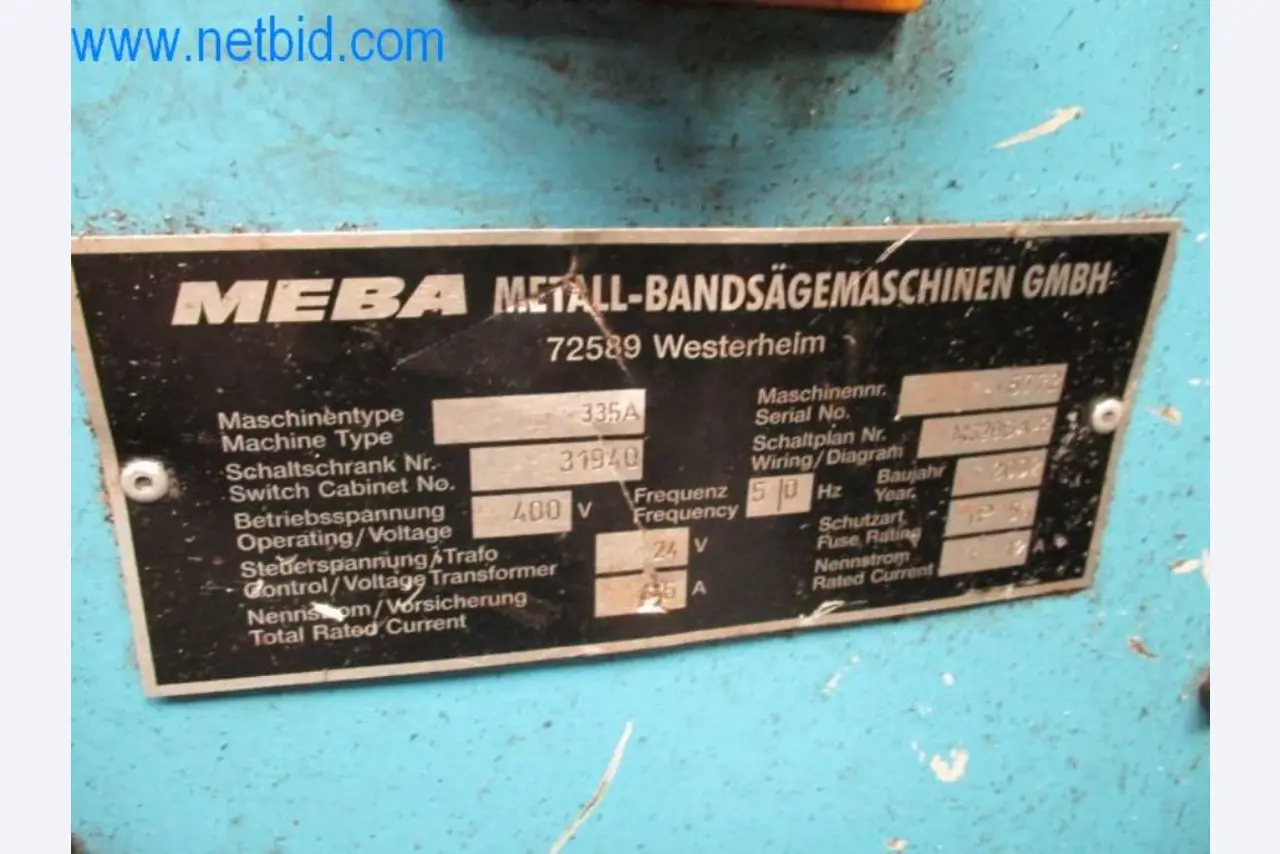 www.netbid.com
MEBA METALL-BANDSÄGEMASCHINEN GMBH
72589 Westerheim
Maschinentype
Machine Type
335A
Schaltschrank Nr.
Switch Cabinet No.
31940
Betriebsspannung
Operating/Voltage
400 V
Frequenz
Frequency
50 Hz
Steuerspannung/Trafo
Control/Voltage Transformer
24 V
Nennstrom/Vorsicherung
Total Rated Current
A
Maschinennr.
Serial No.
Schaltplan Nr.
Wiring/Diagram
Baujahr
Year.
2002
Schutzart
Fuse Rating
Nennstrom
Rated Current
A